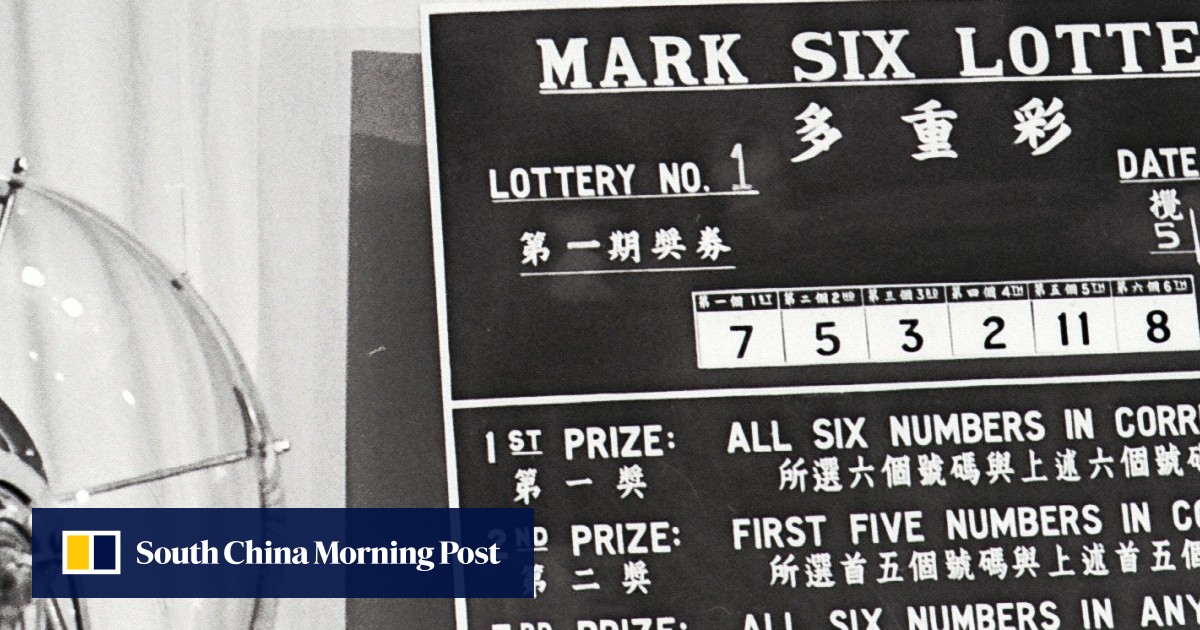 MARK SIX LOTTE
多重彩
LOTTERY NO. 1
DATE
第一期獎券
攪
5
第一個 1ST 第二個 2ND 第三個 3RD 第四個 4TH 第五個 5TH 第六個 6TH
7 5 3 2 11 8
1ST PRIZE: ALL SIX NUMBERS IN CORR
第一獎 所選六個號碼與上述六個號碼
2ND PRIZE: FIRST FIVE NUMBERS IN CO
第二獎 所選首五個號碼與上述首五個
PRIZE: ALL SIX NUMBERS IN ANY
South China Morning Post